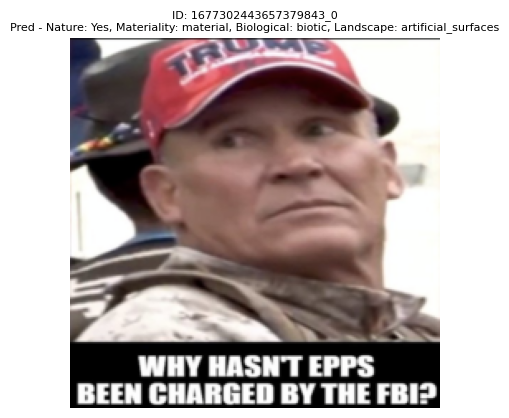 ID: 1677302443657379843_0
Pred - Nature: Yes, Materiality: material, Biological: biotic, Landscape: artificial_surfaces
TRUMP
WHY HASN'T EPPS
BEEN CHARGED BY THE FBI?